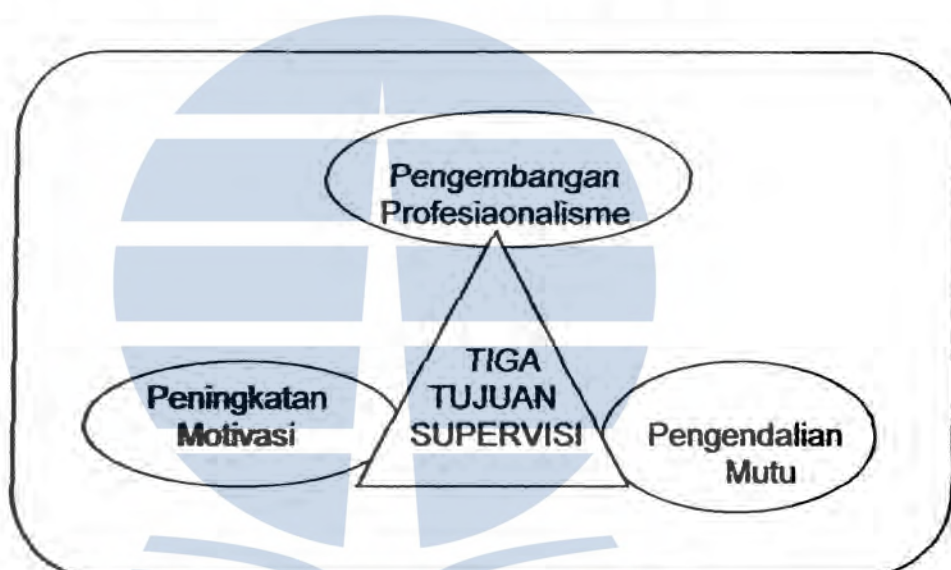 Pengembangan
Profesiaonalisme
TIGA
TUJUAN
SUPERVISI
Peningkatan
Motivasi
Pengendalian
Mutu